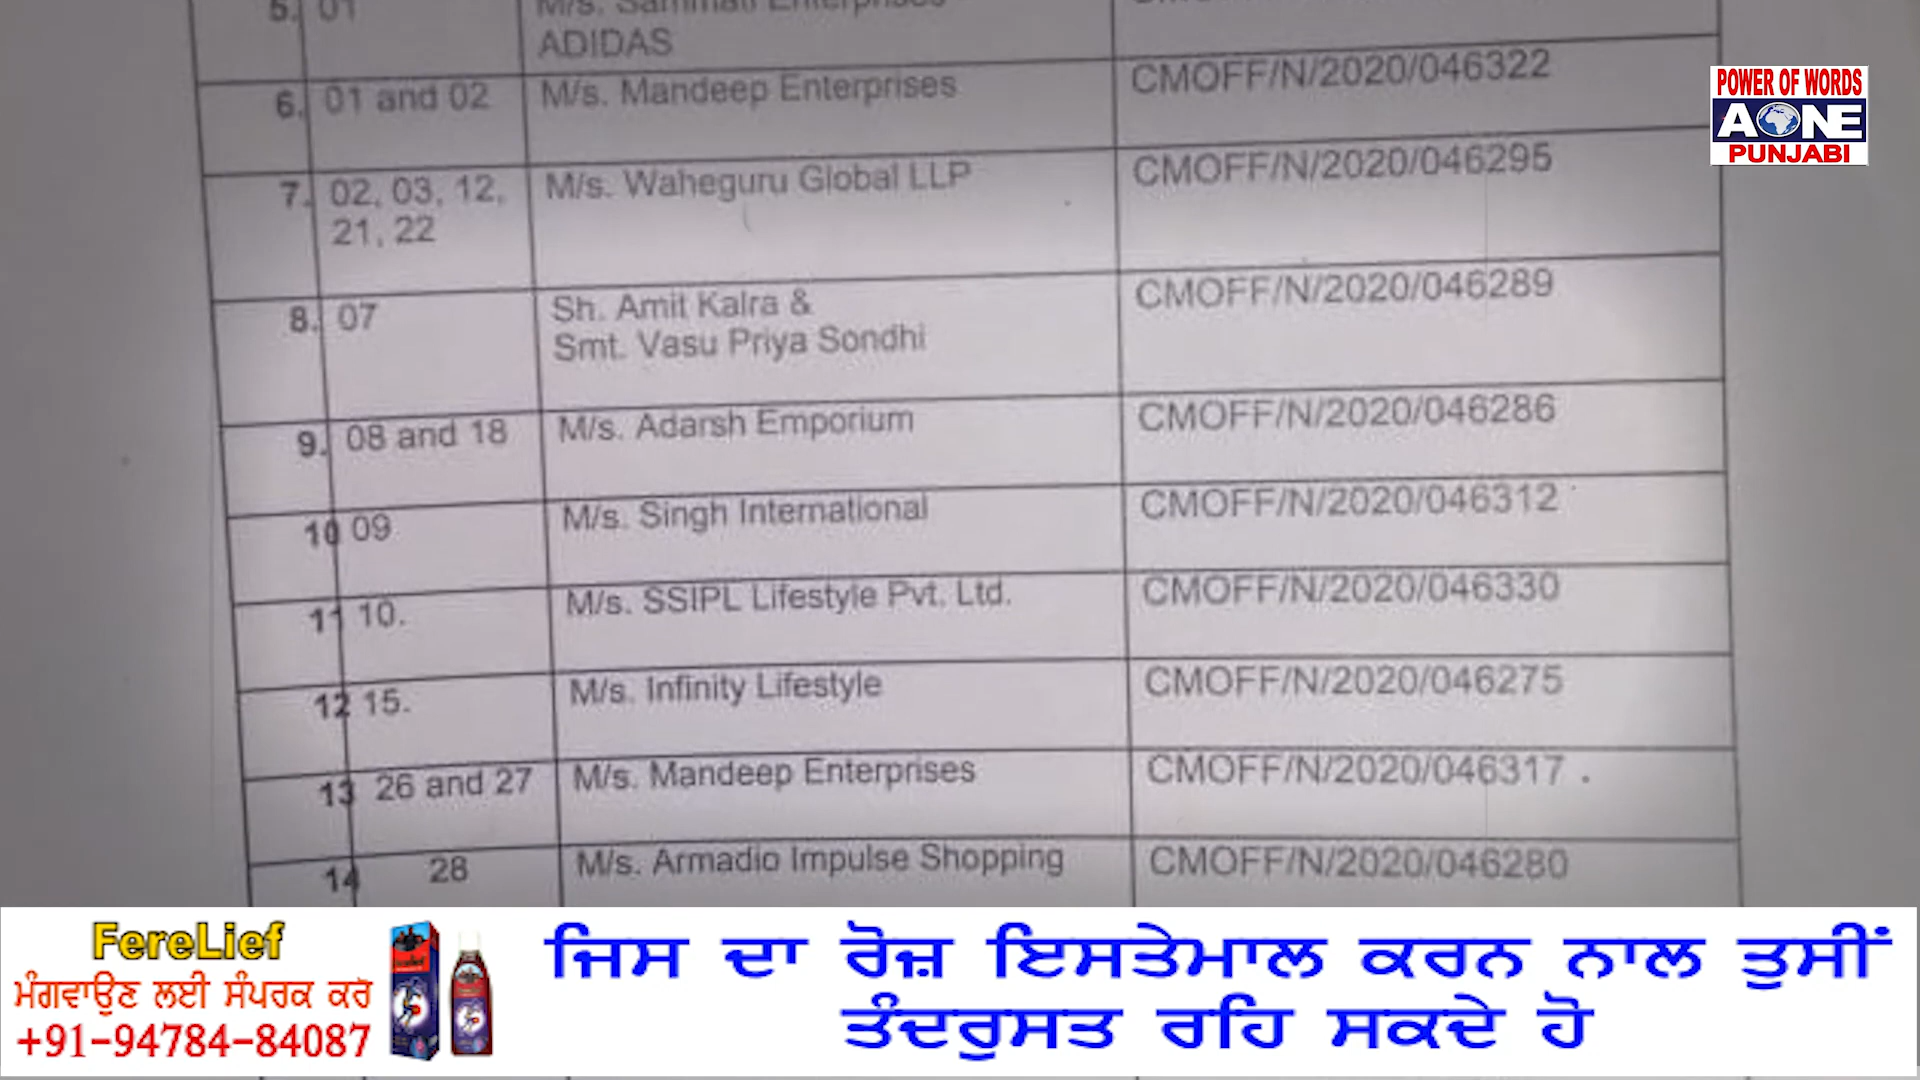 5. 01 M/s. Sammati Enterprises
ADIDAS
6. 01 and 02 M/s. Mandeep Enterprises CMOFF/N/2020/046322
7. 02, 03, 12, M/s. Waheguru Global LLP CMOFF/N/2020/046295
21, 22
8. 07 Sh. Amit Kalra & CMOFF/N/2020/046289
Smt. Vasu Priya Sondhi
9. 08 and 18 M/s. Adarsh Emporium CMOFF/N/2020/046286
10 09 M/s. Singh International CMOFF/N/2020/046312
11 10. M/s. SSIPL Lifestyle Pvt. Ltd. CMOFF/N/2020/046330
12 15. M/s. Infinity Lifestyle CMOFF/N/2020/046275
13 26 and 27 M/s. Mandeep Enterprises CMOFF/N/2020/046317 .
14 28 M/s. Armadio Impulse Shopping CMOFF/N/2020/046280
POWER OF WORDS
AONE
PUNJABI
FereLief
ਮੰਗਵਾਉਣ ਲਈ ਸੰਪਰਕ ਕਰੋ
+91-94784-84087
ਜਿਸ ਦਾ ਰੋਜ਼ ਇਸਤੇਮਾਲ ਕਰਨ ਨਾਲ ਤੁਸੀਂ
ਤੰਦਰੁਸਤ ਰਹਿ ਸਕਦੇ ਹੋ